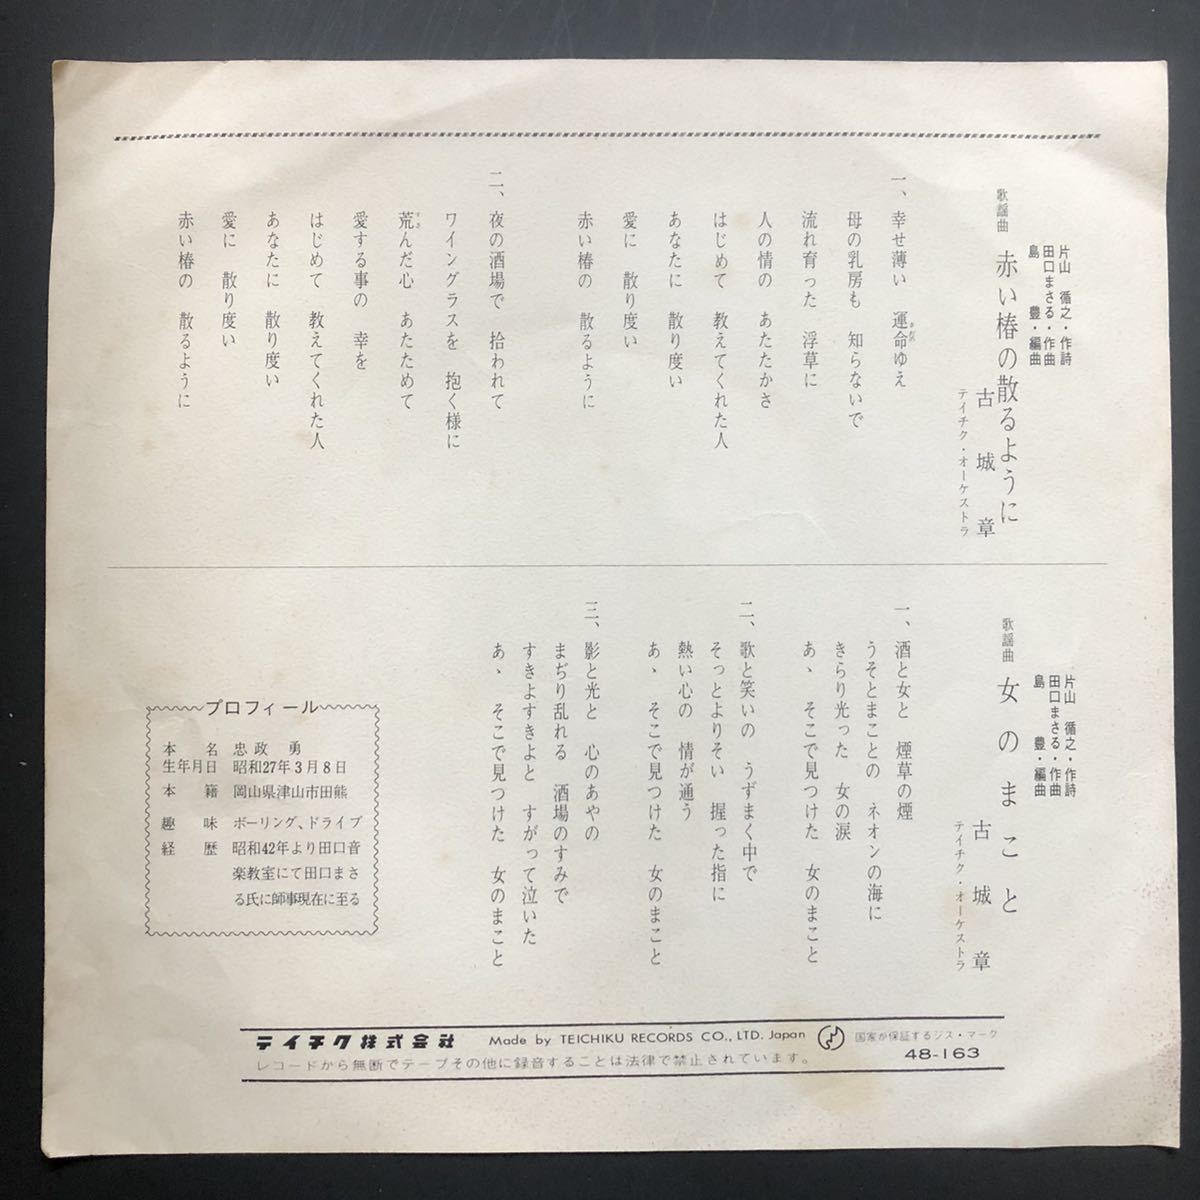 片山 循之・作詩
田口まさる・作曲
島 豊・編曲
歌謡曲 赤い椿の散るように
古城章
テイチク・オーケストラ
一、幸せ薄い 運命ゆえ
さだめ
母の乳房も 知らないで
流れ育った 浮草に
人の情の あたたかさ
はじめて 教えてくれた人
あなたに 散り度い
愛に 散り度い
赤い椿の 散るように
二、夜の酒場で 拾われて
ワイングラスを 抱く様に
荒んだ心 あたためて
すさ
愛する事の 幸を
はじめて 教えてくれた人
あなたに 散り度い
愛に 散り度い
赤い椿の 散るように
片山 循之・作詩
田口まさる・作曲
島 豊・編曲
歌謡曲 女のまこと
古城章
テイチク・オーケストラ
一、酒と女と 煙草の煙
うそとまことの ネオンの海に
きらり光った 女の涙
あゝ そこで見つけた 女のまこと
二、歌と笑いの うずまく中で
そっとよりそい 握った指に
熱い心の 情が通う
あゝ そこで見つけた 女のまこと
三、影と光と 心のあやの
まぢり乱れる 酒場のすみで
すきよすきよと すがって泣いた
あゝ そこで見つけた 女のまこと
プロフィール
本名 忠政 勇
生年月日 昭和27年3月8日
本籍 岡山県津山市田熊
趣味 ボーリング、ドライブ
経歴 昭和42年より田口音
楽教室にて田口まさ
る氏に師事現在に至る
テイチク株式会社 Made by TEICHIKU RECORDS CO., LTD. Japan 国家が保証するジス・マーク
レコードから無断でテープその他に録音することは法律で禁止されています。 48-163